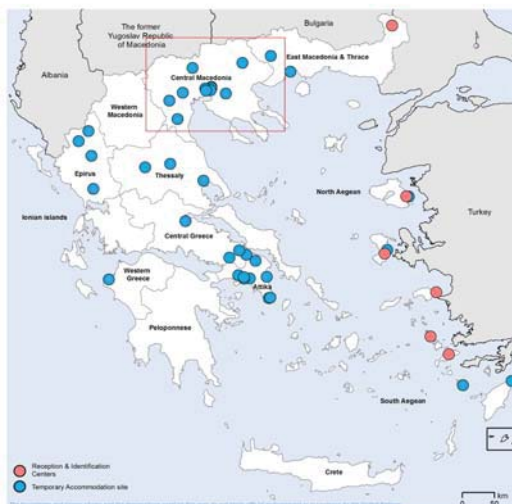 The former
Yugoslav Republic
of Macedonia
Bulgaria
East Macedonia & Thrace
Albania
Central Macedonia
Western
Macedonia
Epirus
Thessaly
North Aegean
Turkey
Ionian islands
Central Greece
Western
Greece
Attika
Peloponnese
South Aegean
Crete
Reception & Identification
Centers
Temporary Accommodation site
km
0
50